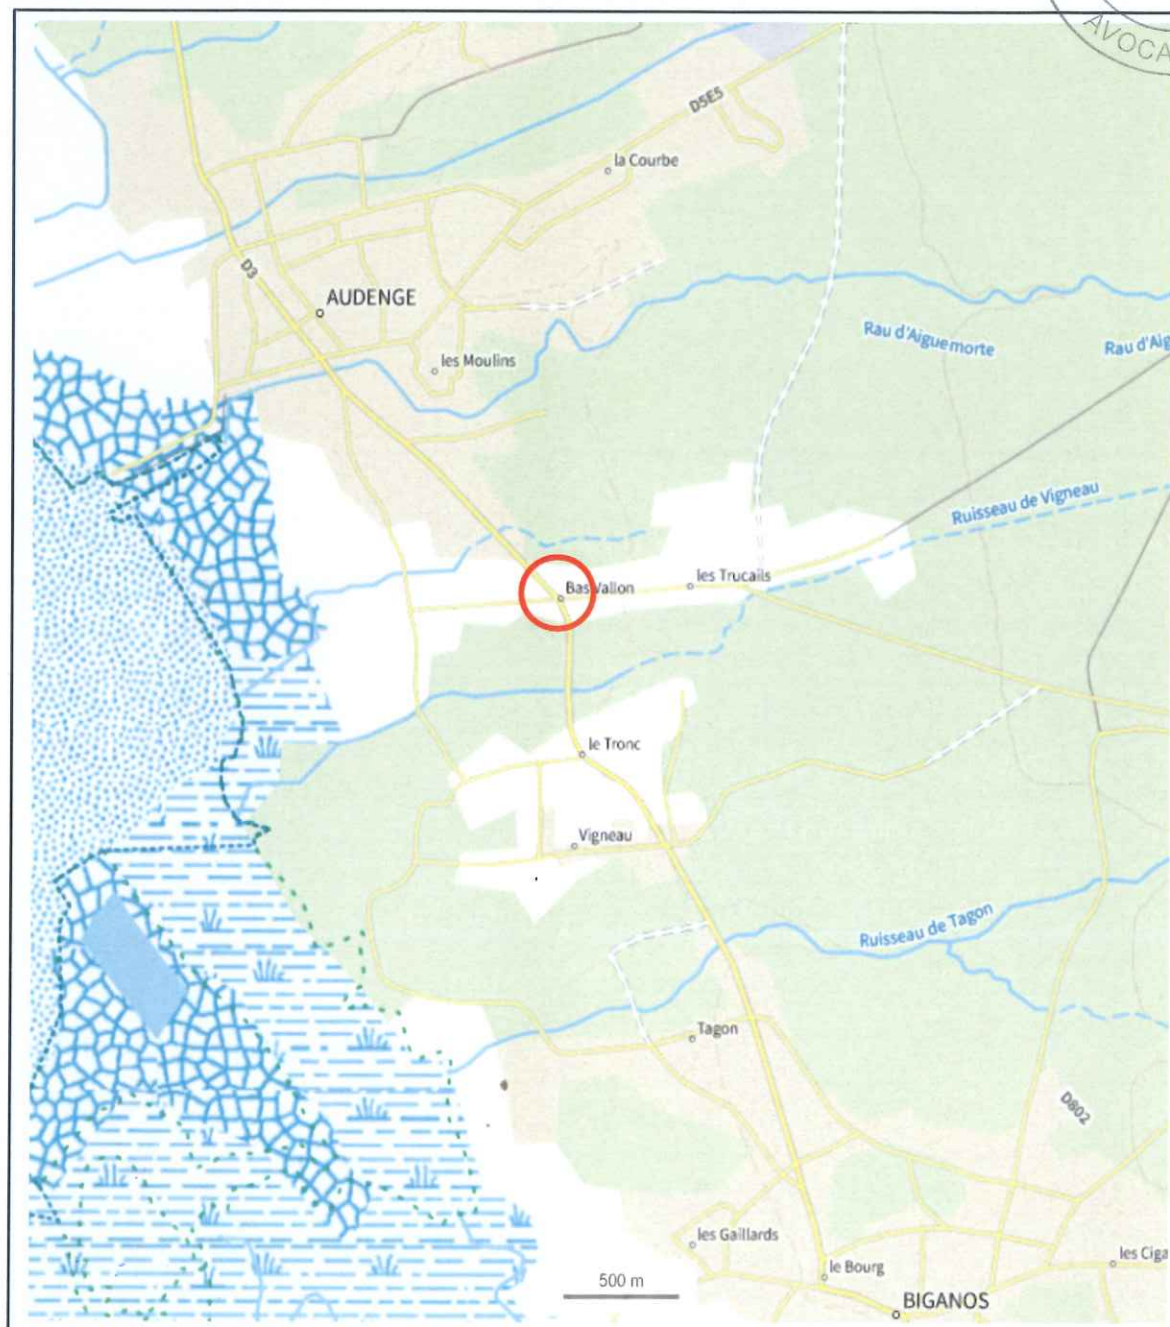 AVOCA
D5E5
la Courbe
D3
AUDENGE
Rau d'Aiguemorte
Rau d'Aig
les Moulins
Ruisseau de Vigneau
les Trucails
Bas Vallon
le Tronc
Vigneau
Ruisseau de Tagon
Tagon
D802
les Gaillards
les Ciga
le Bourg
500 m
BIGANOS